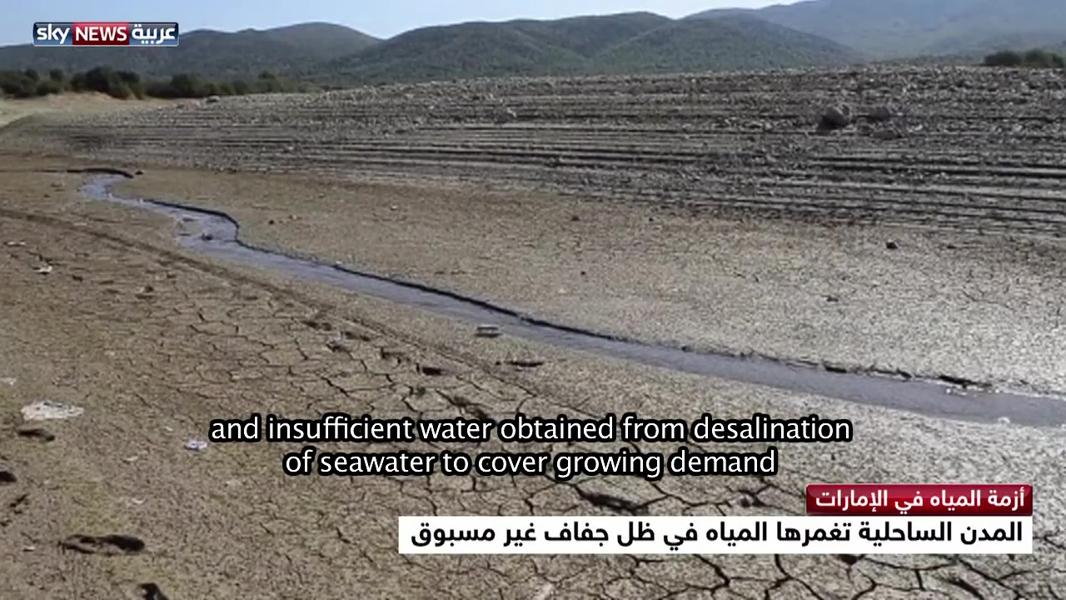 sky NEWS عربية
and insufficient water obtained from desalination
of seawater to cover growing demand
أزمة المياه في الإمارات
المدن الساحلية تغمرها المياه في ظل جفاف غير مسبوق